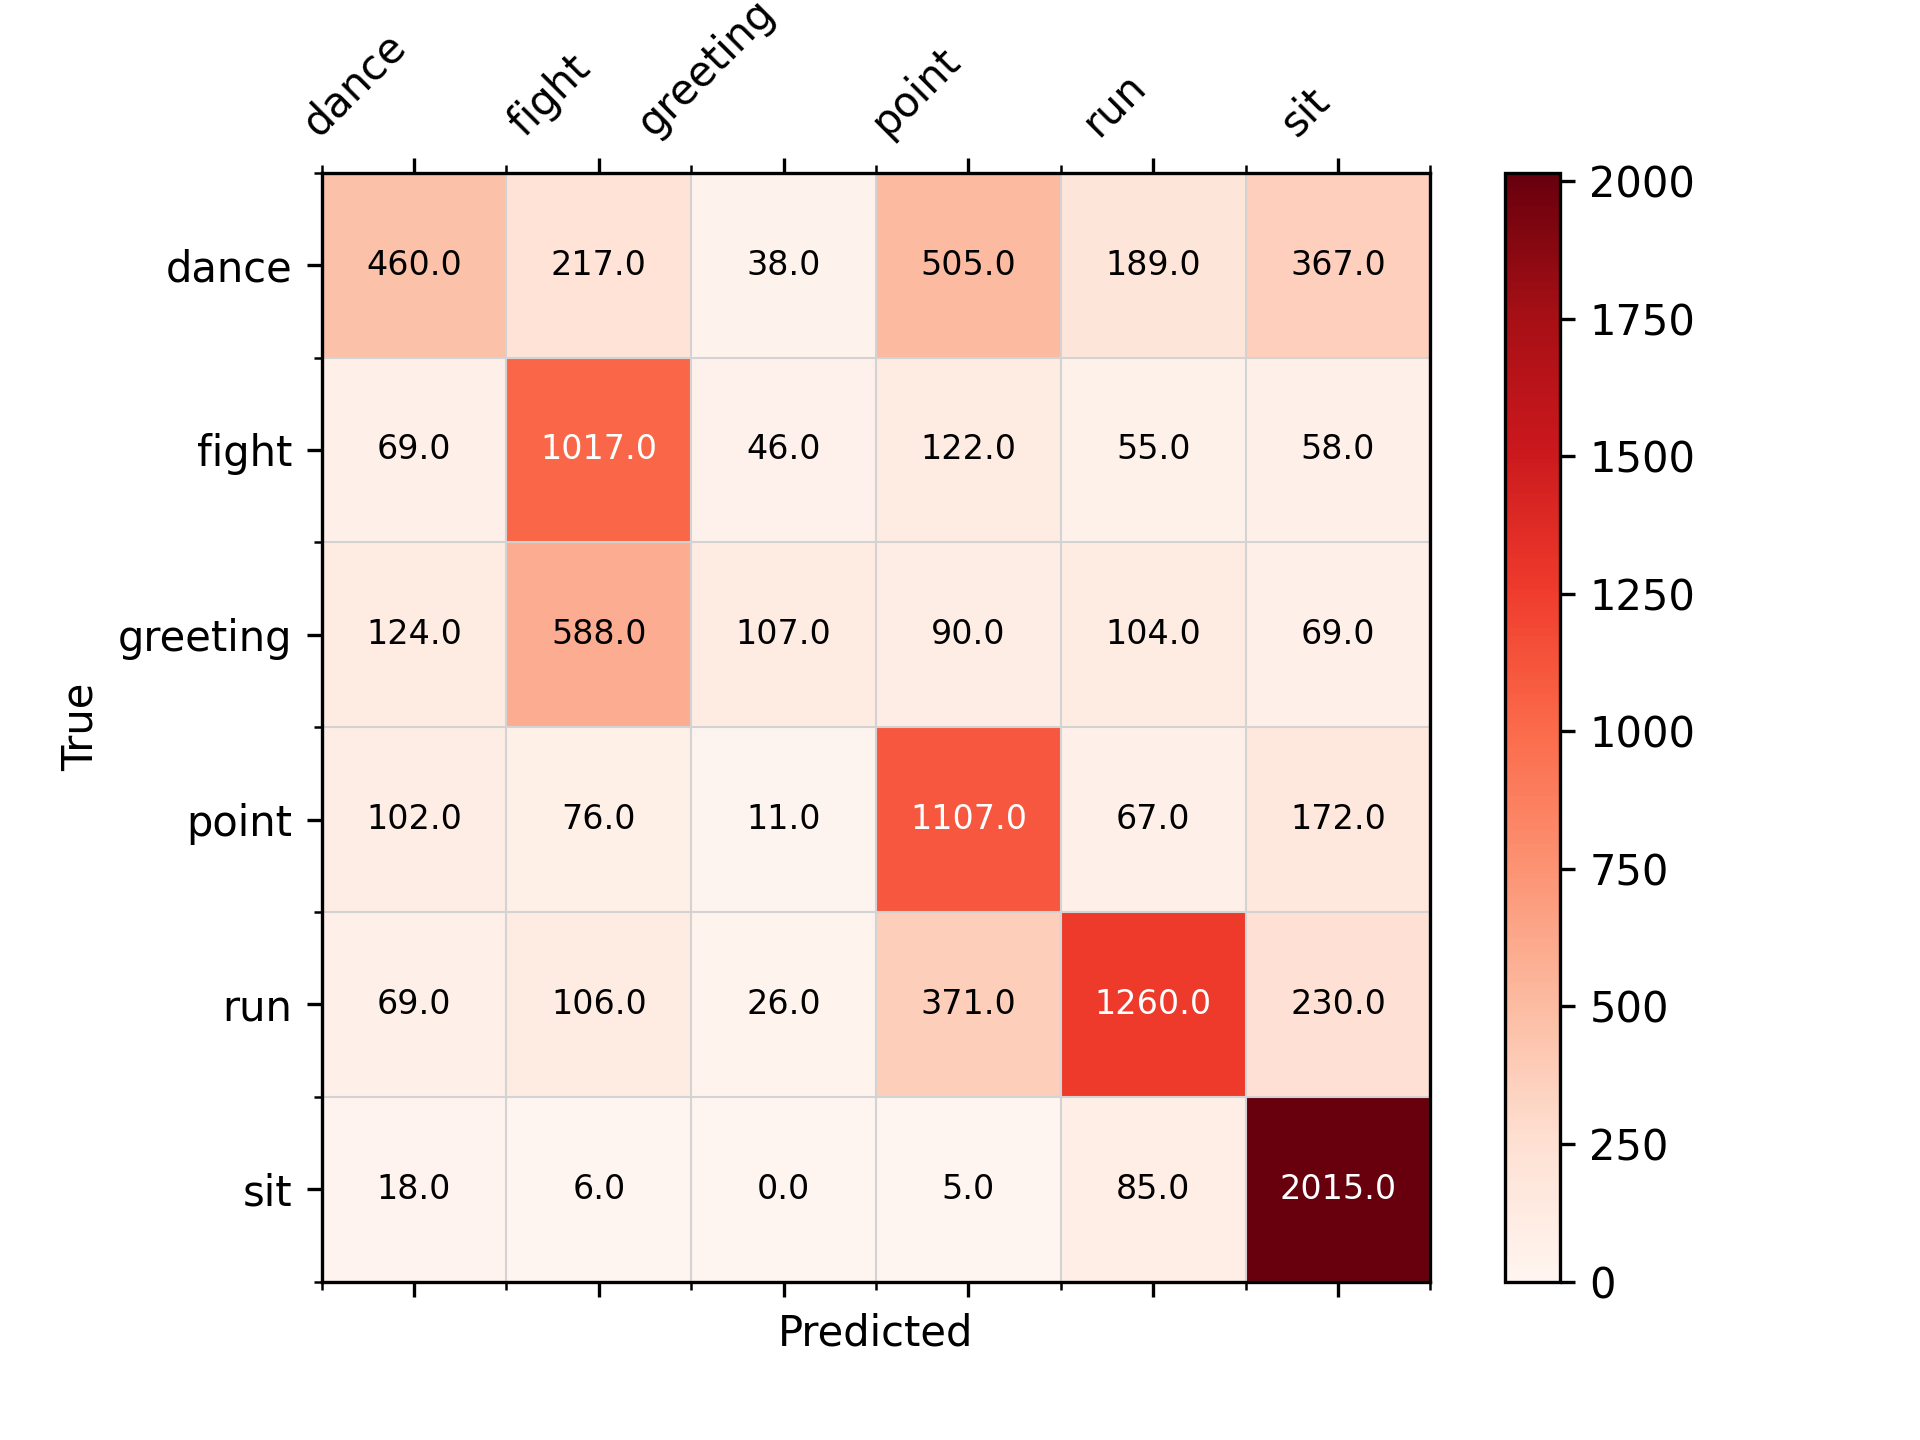 dance fight greeting point run sit
dance 460.0 217.0 38.0 505.0 189.0 367.0
fight 69.0 1017.0 46.0 122.0 55.0 58.0
greeting 124.0 588.0 107.0 90.0 104.0 69.0
point 102.0 76.0 11.0 1107.0 67.0 172.0
run 69.0 106.0 26.0 371.0 1260.0 230.0
sit 18.0 6.0 0.0 5.0 85.0 2015.0
True
Predicted
2000
1750
1500
1250
1000
750
500
250
0